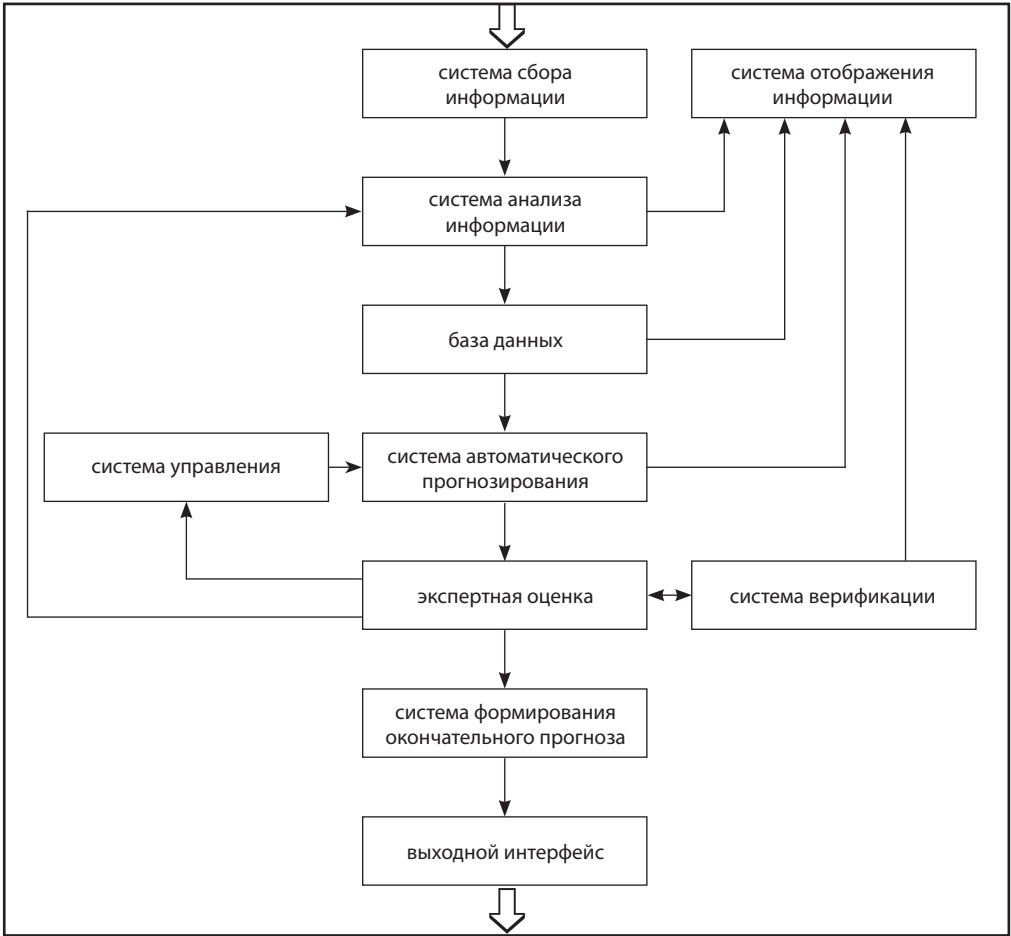 система сбора
информации
система отображения
информации
система анализа
информации
база данных
система управления
система автоматического
прогнозирования
экспертная оценка
система верификации
система формирования
окончательного прогноза
выходной интерфейс